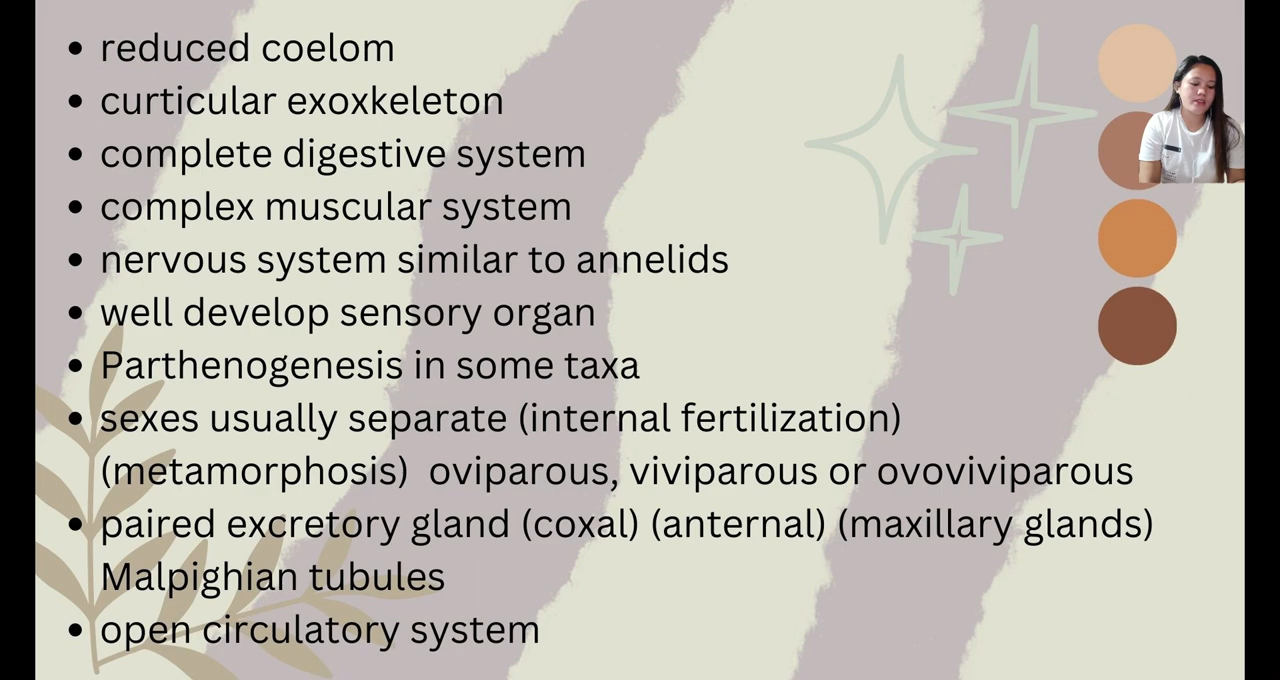 • reduced coelom
• curticular exoxkeleton
• complete digestive system
• complex muscular system
• nervous system similar to annelids
• well develop sensory organ
• Parthenogenesis in some taxa
• sexes usually separate (internal fertilization)
(metamorphosis)  oviparous, viviparous or ovoviviparous
• paired excretory gland (coxal) (anternal) (maxillary glands)
Malpighian tubules
• open circulatory system